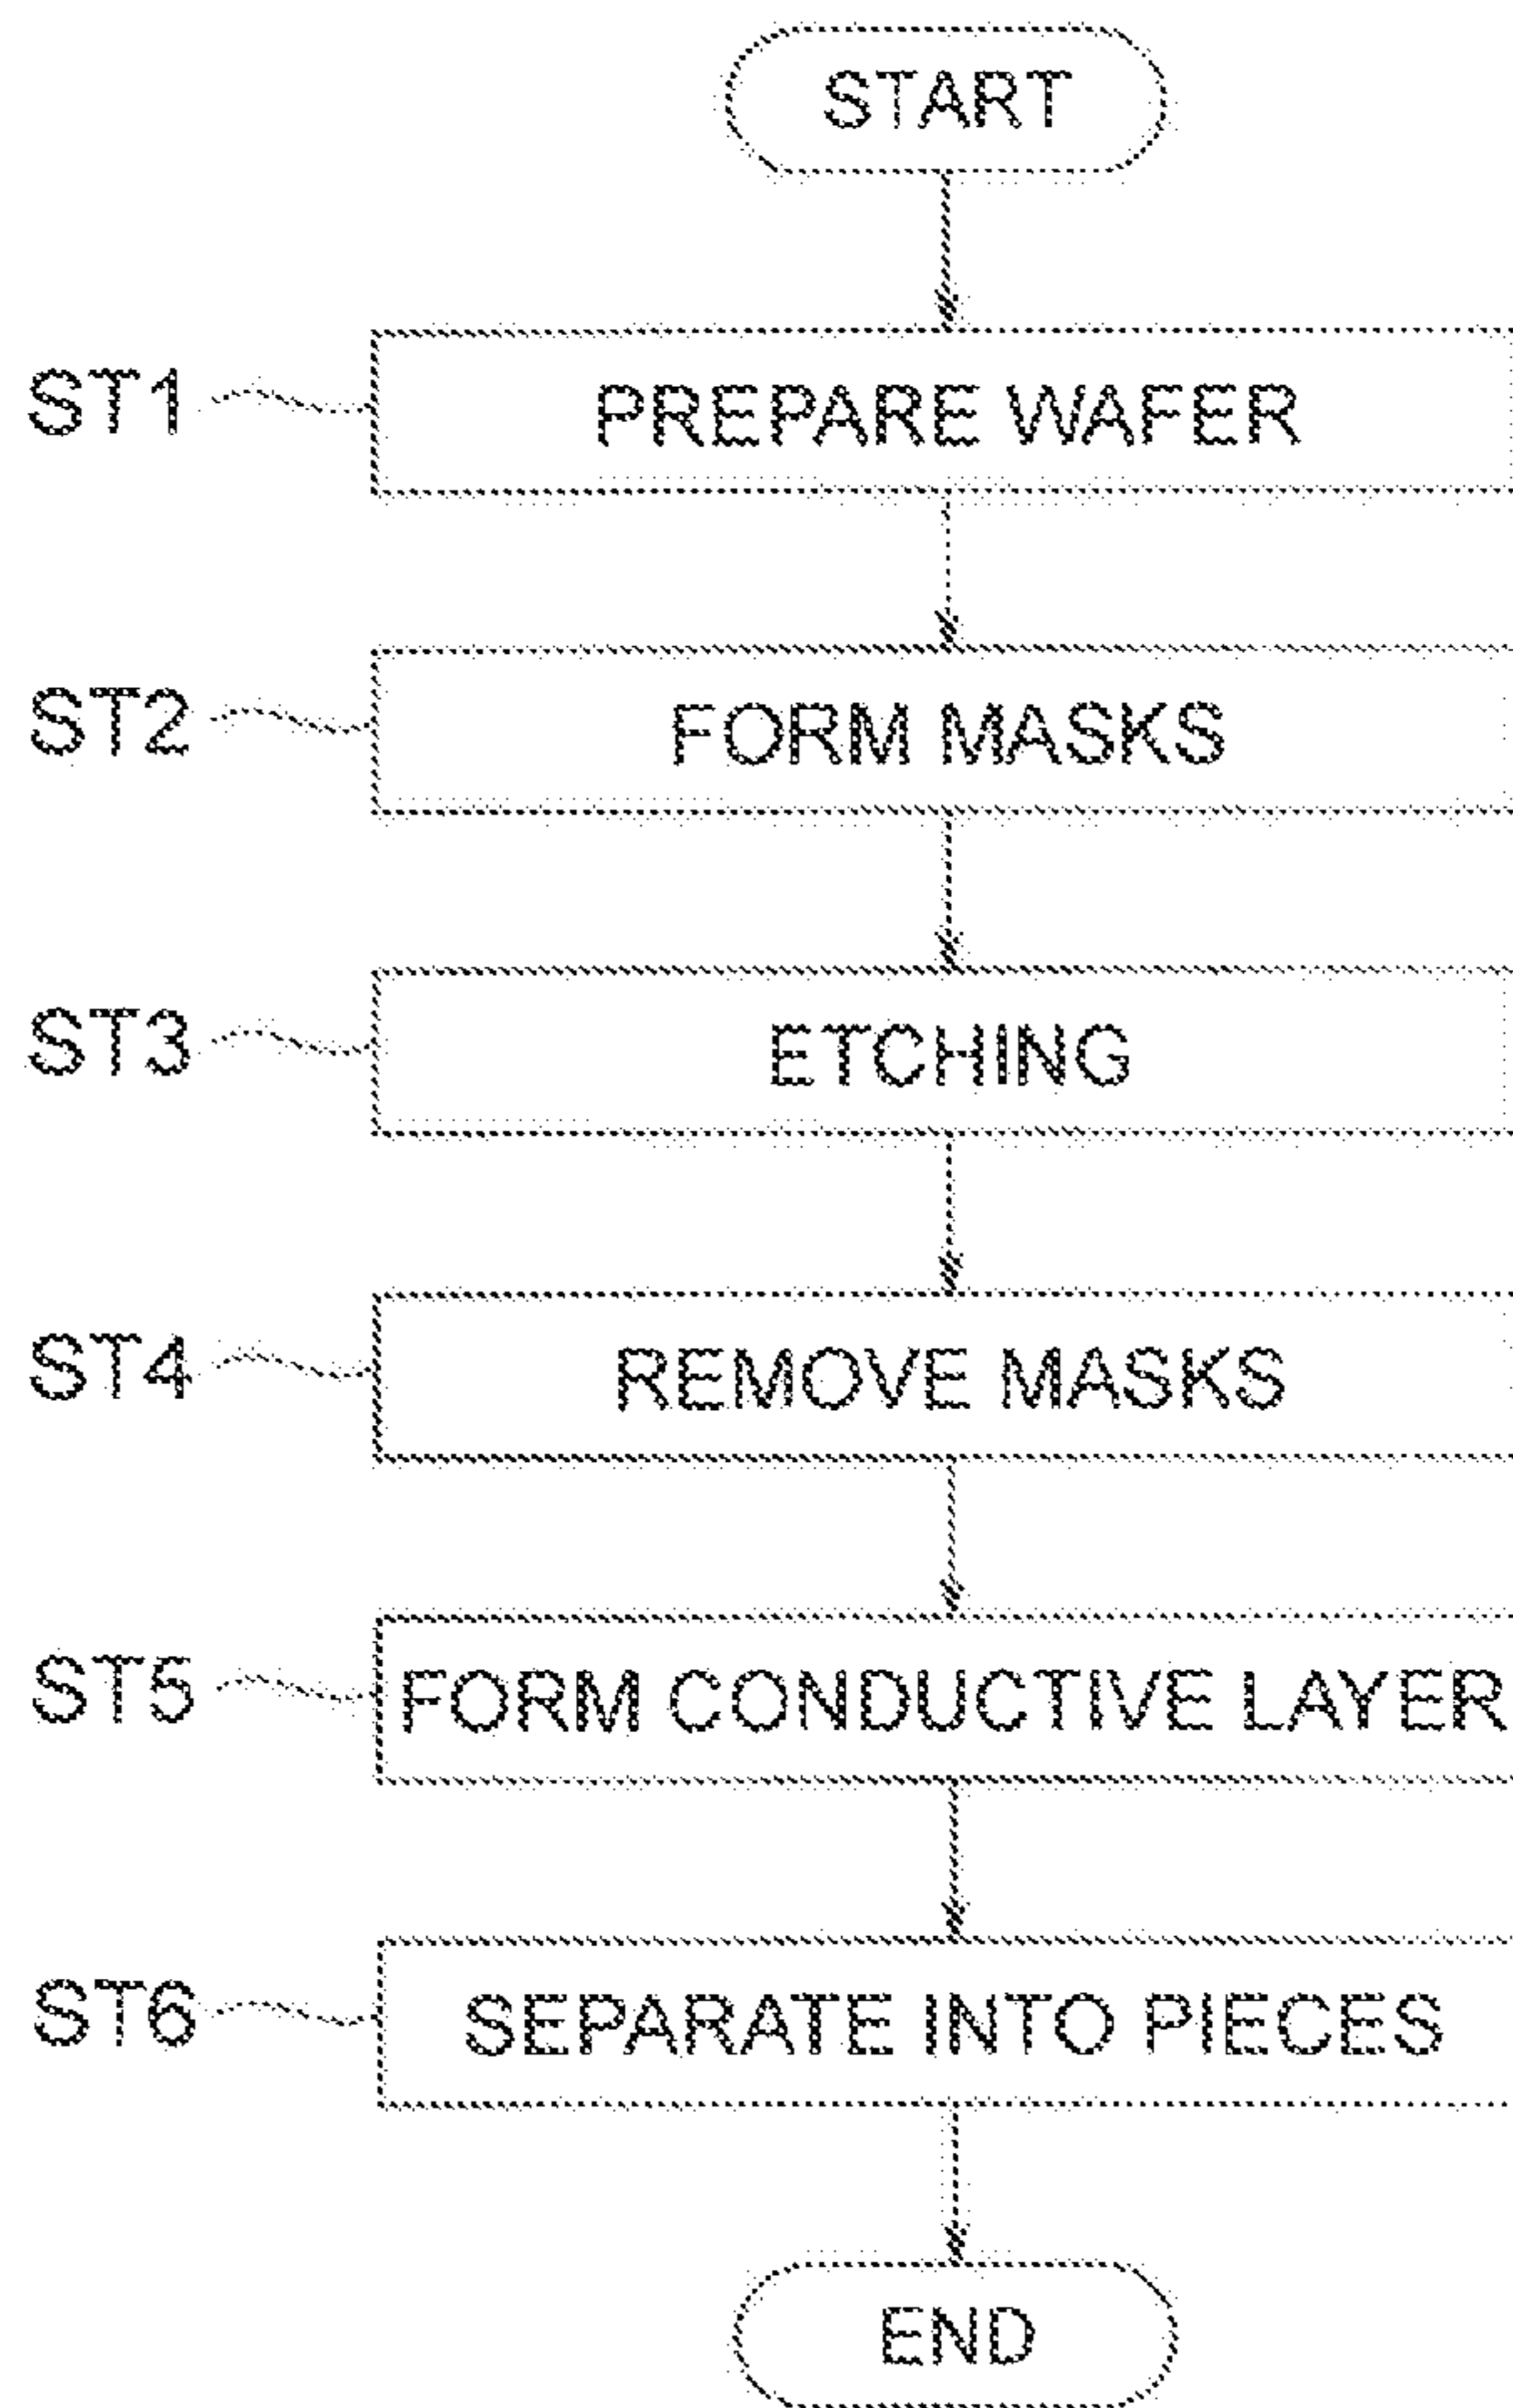 START
ST1 PREPARE WAFER
ST2 FORM MASKS
ST3 ETCHING
ST4 REMOVE MASKS
ST5 FORM CONDUCTIVE LAYER
ST6 SEPARATE INTO PIECES
END